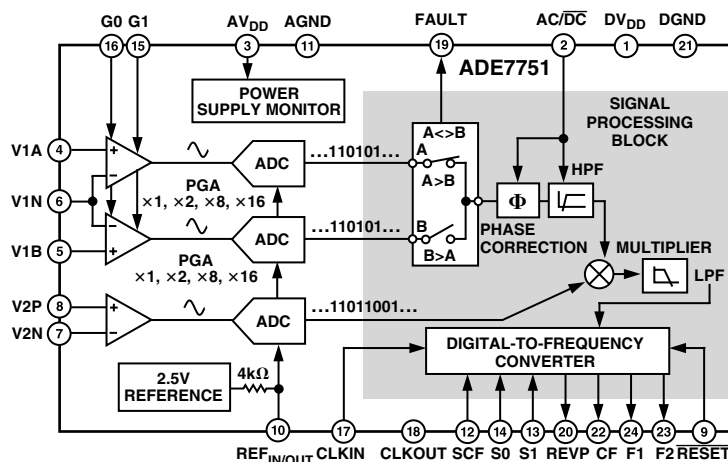 G0 G1 AVDD AGND FAULT AC/DC DVDD DGND
16 15 3 11 19 2 1 21
ADE7751
POWER
SUPPLY MONITOR
SIGNAL
PROCESSING
BLOCK
A<>B
V1A 4 + ADC ...110101... A
A>B
HPF
– PGA
V1N 6 ×1, ×2, ×8, ×16
Φ
– ADC ...110101... B
PHASE
CORRECTION
V1B 5 + PGA
B>A
MULTIPLIER
×1, ×2, ×8, ×16
LPF
V2P 8 + ADC ...11011001...
V2N 7 –
DIGITAL-TO-FREQUENCY
CONVERTER
2.5V
REFERENCE
4kΩ
10 17 18 12 14 13 20 22 24 23 9
REFIN/OUT CLKIN CLKOUT SCF S0 S1 REVP CF F1 F2 RESET